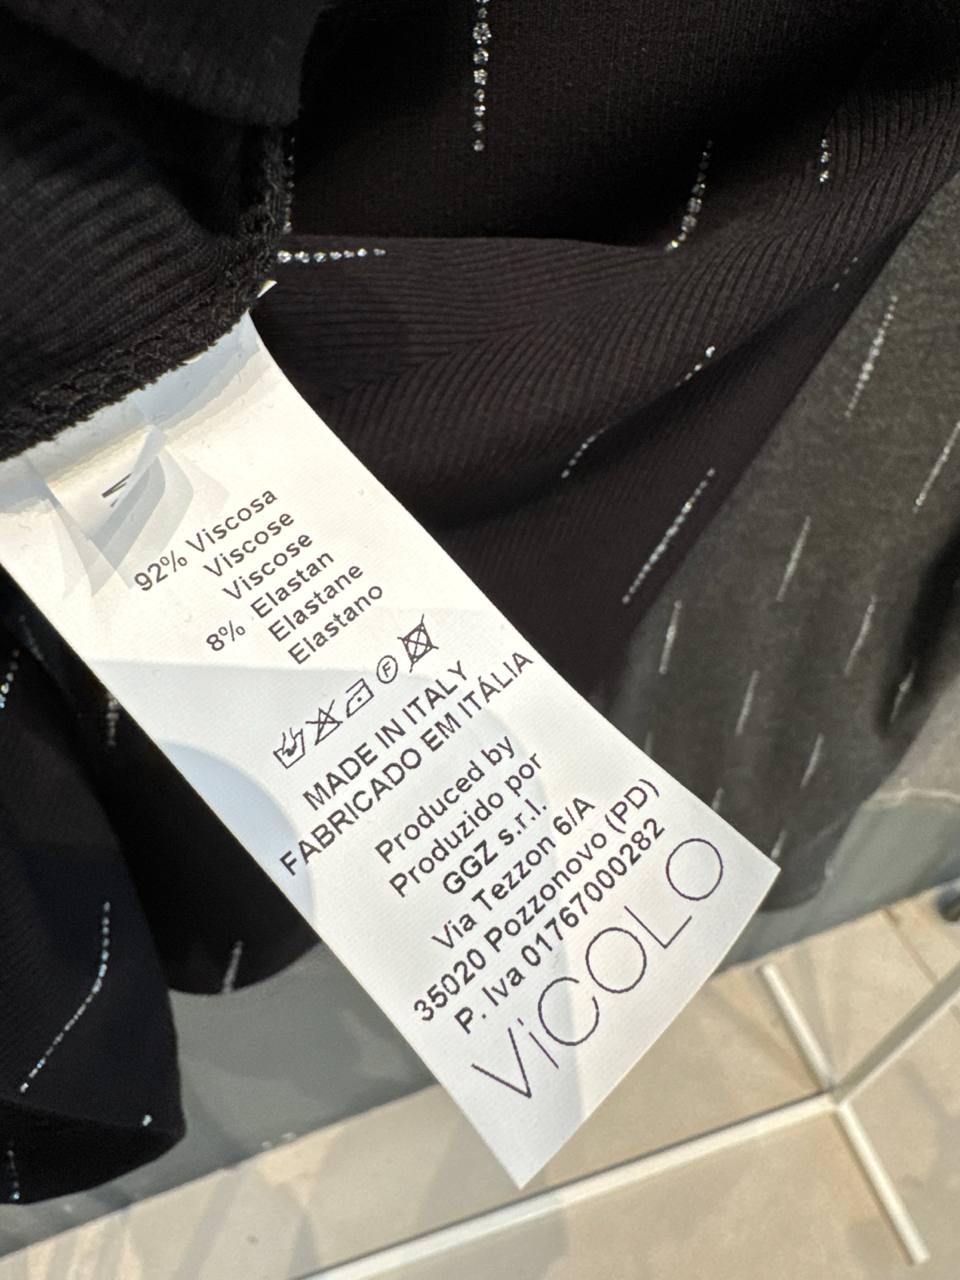 92% Viscosa
Viscose
Viscose
8% Elastan
Elastane
Elastano
F
MADE IN ITALY
FABRICADO EM ITÁLIA
Produced by
Produzido por
GGZ s.r.l.
Via Tezzon 6/A
35020 Pozzonovo (PD)
P. Iva 01767000282
ViCOLO